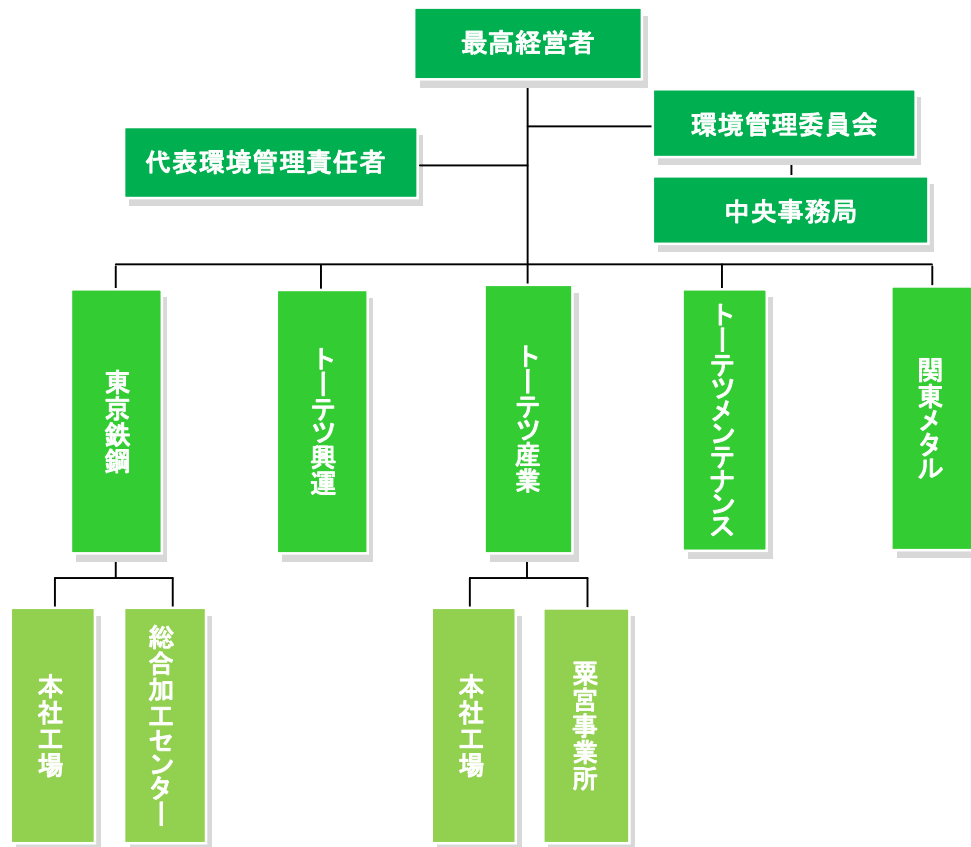 最高経営者
環境管理委員会
代表環境管理責任者
中央事務局
東京鉄鋼
トーテツ興運
トーテツ産業
トーテツメンテナンス
関東メタル
本社工場
総合加工センター
本社工場
粟宮事業所